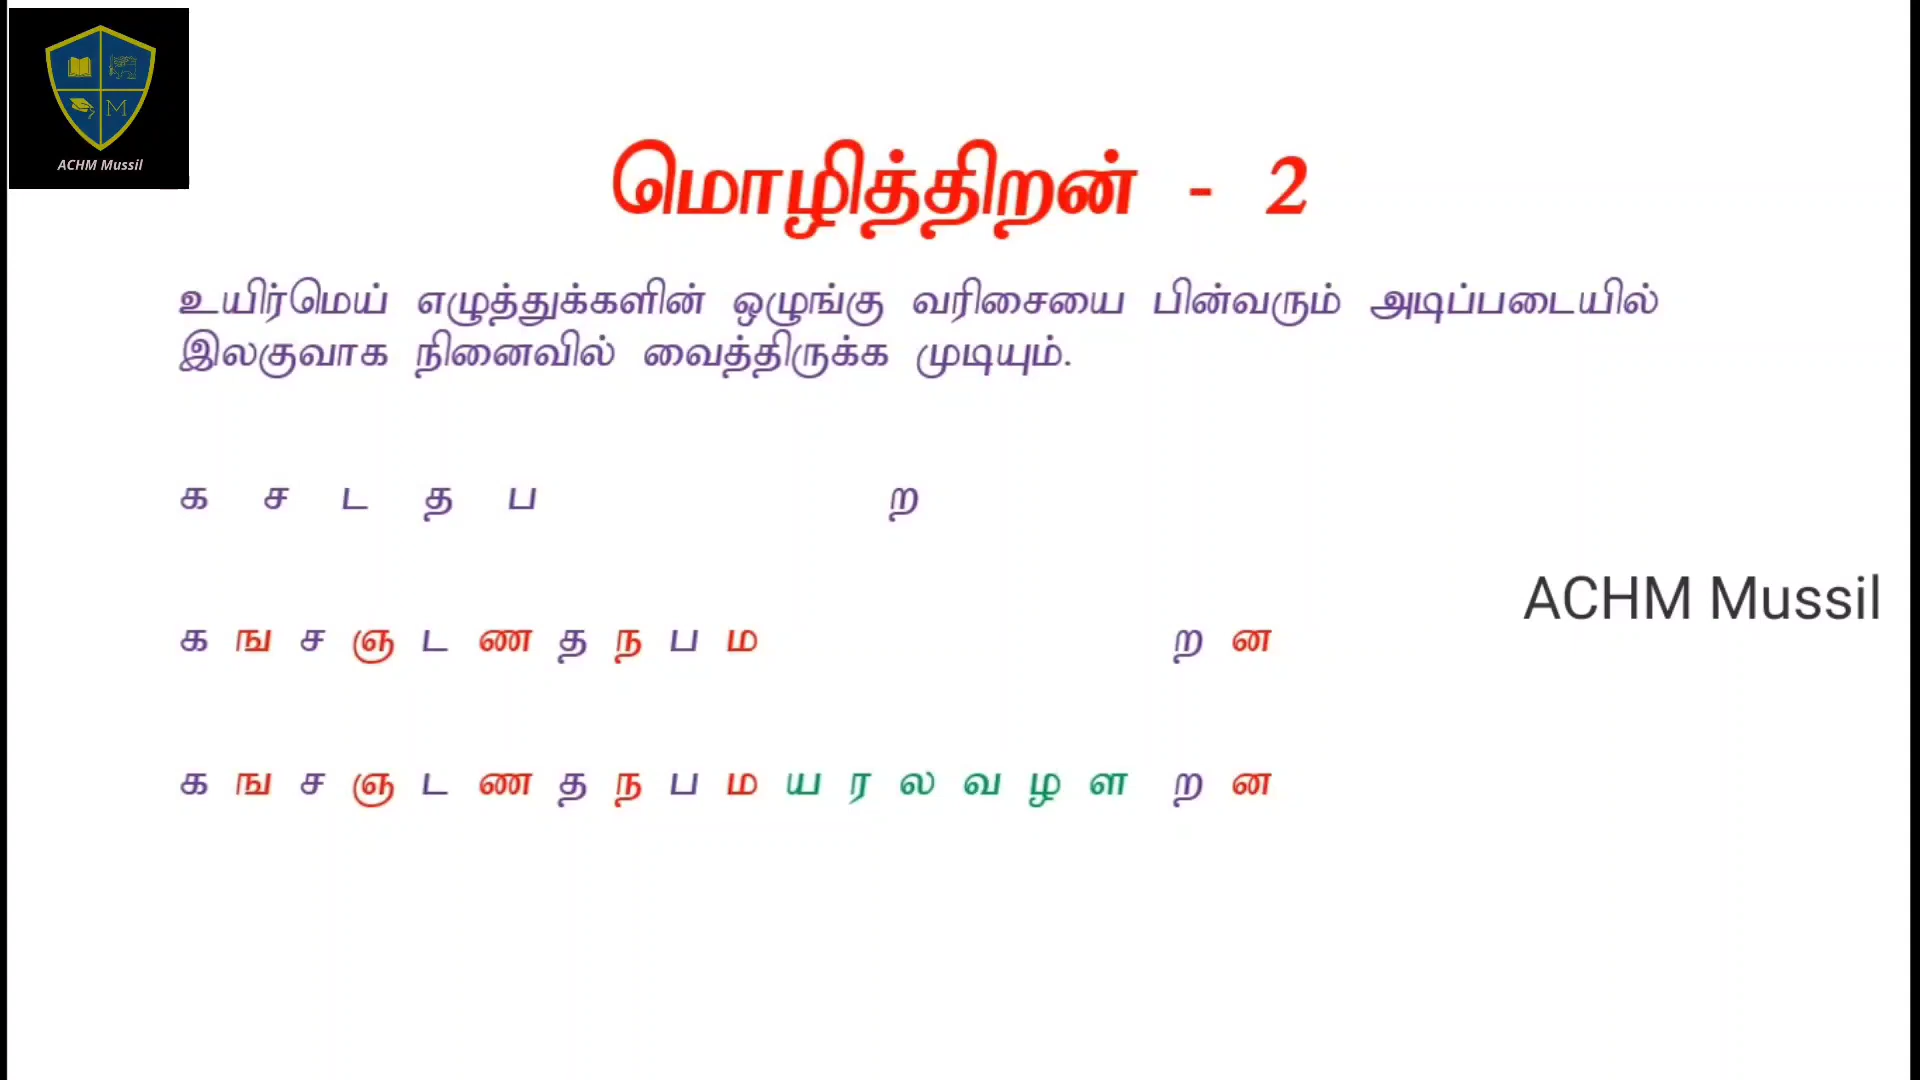 M
ACHM Mussil
மொழித்திறன் - 2
உயிர்மெய் எழுத்துக்களின் ஒழுங்கு வரிசையை பின்வரும் அடிப்படையில்
இலகுவாக நினைவில் வைத்திருக்க முடியும்.
க ச ட த ப ற
ACHM Mussil
க ங ச ஞ ட ண த ந ப ம ற ன
க ங ச ஞ ட ண த ந ப ம ய ர ல வ ழ ள ற ன